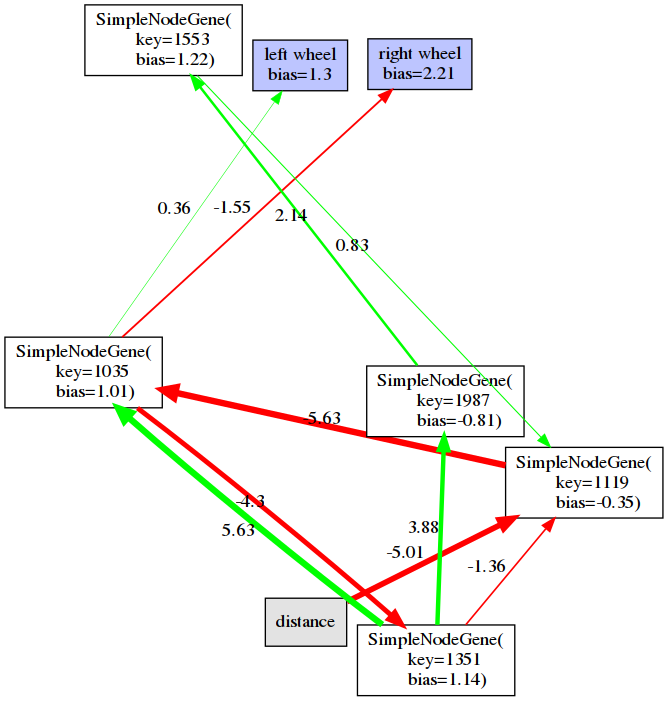 SimpleNodeGene(
key=1553
bias=1.22)
left wheel
bias=1.3
right wheel
bias=2.21
0.36
-1.55
2.14
0.83
SimpleNodeGene(
key=1035
bias=1.01)
SimpleNodeGene(
key=1987
bias=-0.81)
5.63
SimpleNodeGene(
key=1119
bias=-0.35)
-4.3
5.63
3.88
-5.01
-1.36
distance
SimpleNodeGene(
key=1351
bias=1.14)